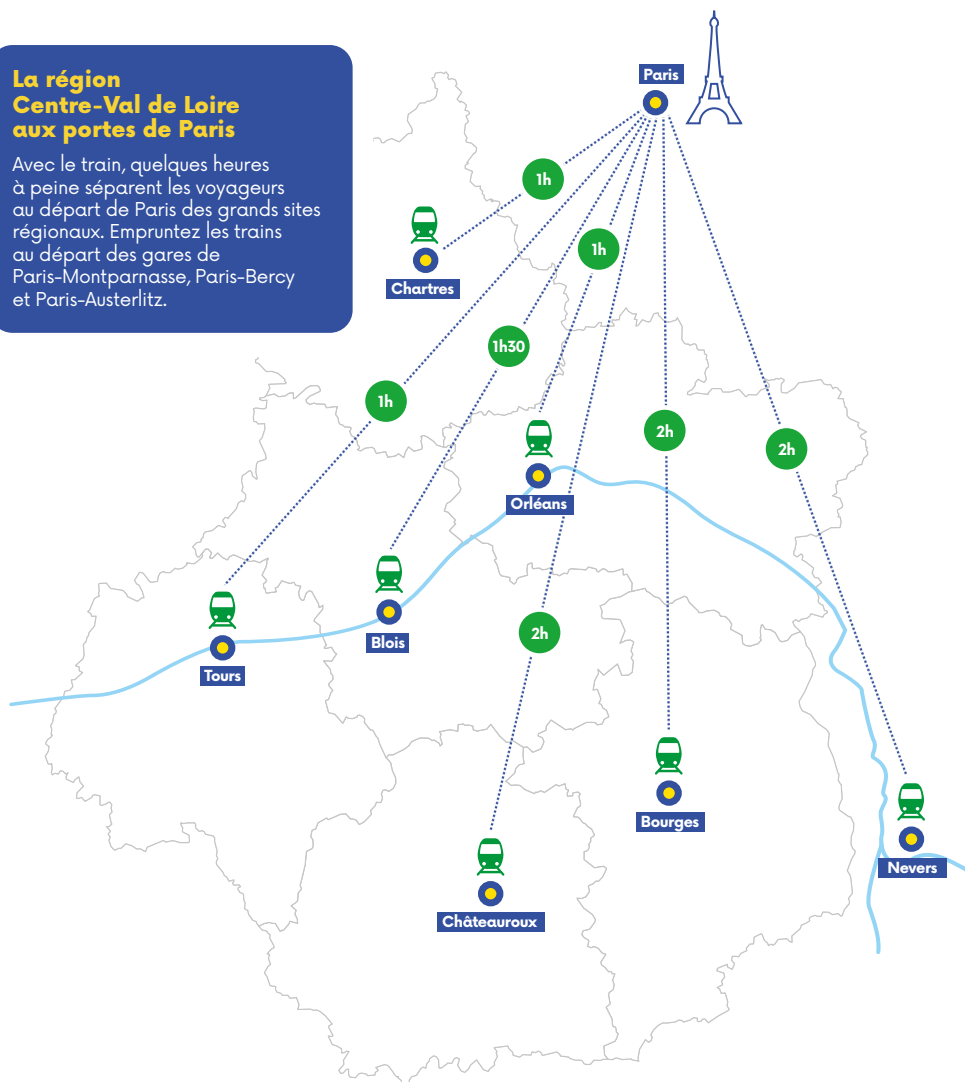 La région
Centre-Val de Loire
aux portes de Paris
Avec le train, quelques heures
à peine séparent les voyageurs
au départ de Paris des grands sites
régionaux. Empruntez les trains
au départ des gares de
Paris-Montparnasse, Paris-Bercy
et Paris-Austerlitz.
Paris
1h
Chartres
1h
1h30
1h
2h
2h
Orléans
Blois
2h
Tours
Bourges
Nevers
Châteauroux